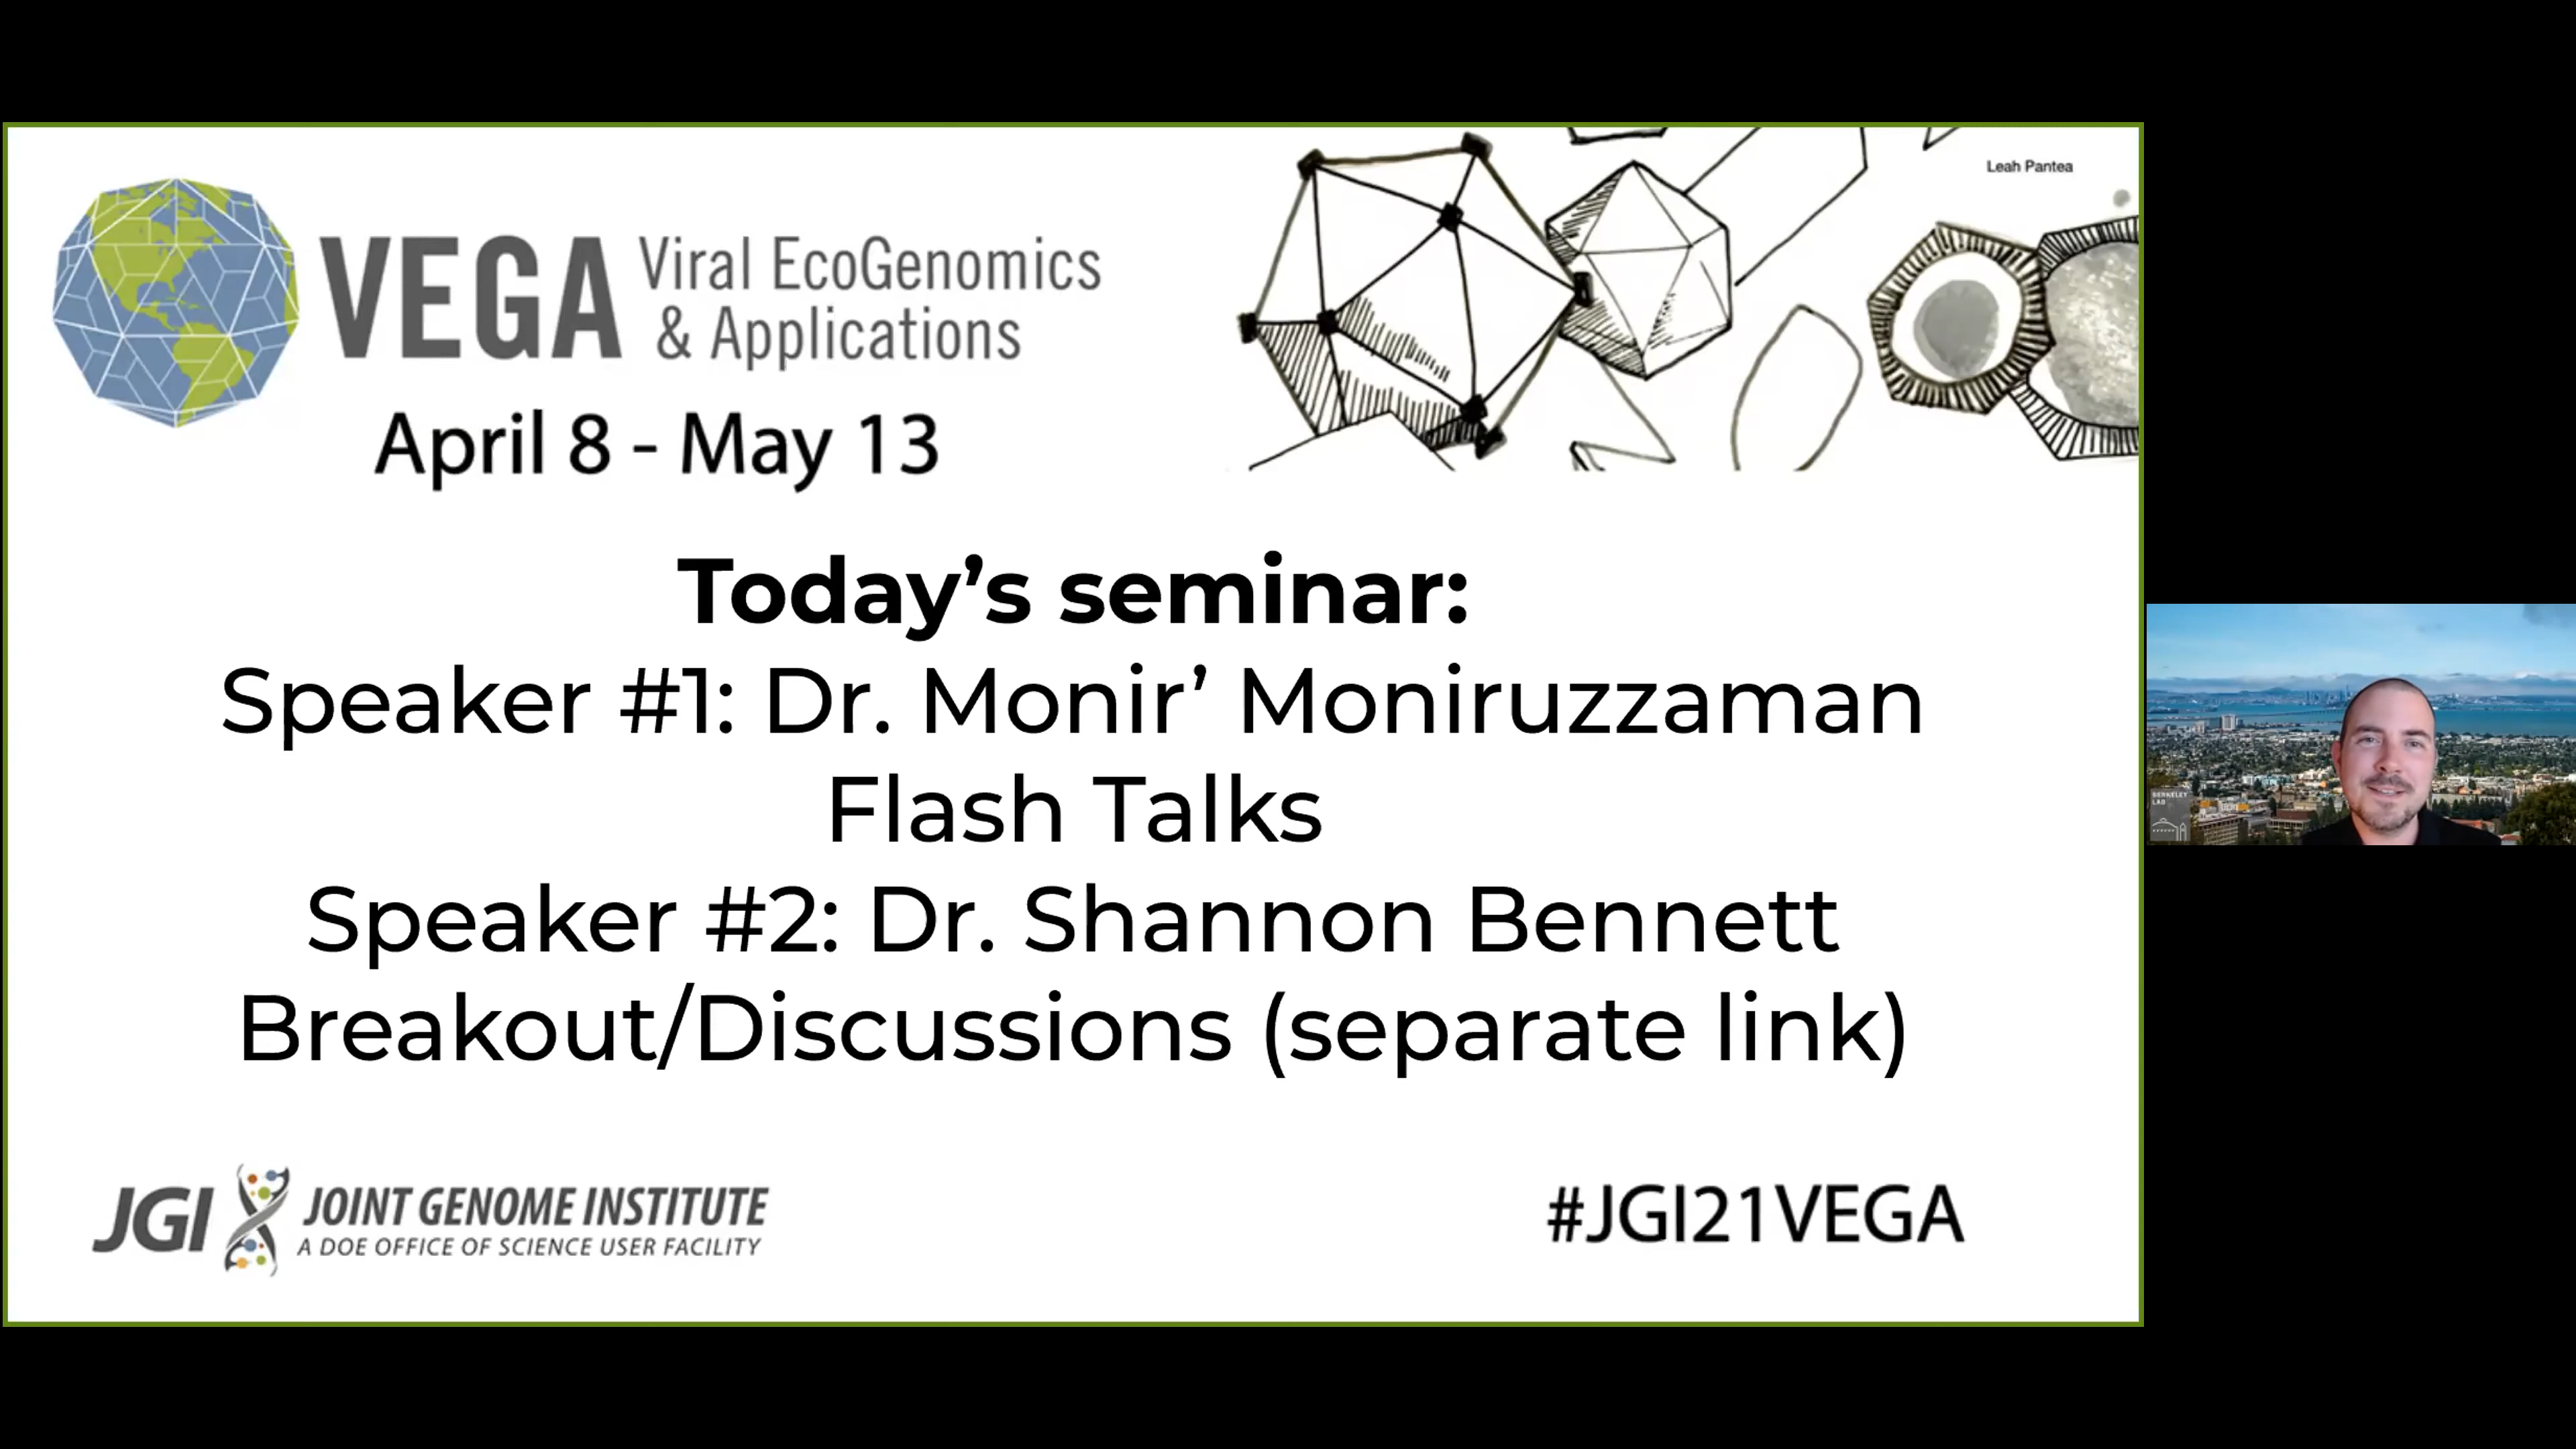 Leah Pantea
VEGA Viral EcoGenomics
& Applications
April 8 - May 13
Today’s seminar:
Speaker #1: Dr. Monir’ Moniruzzaman
Flash Talks
Speaker #2: Dr. Shannon Bennett
Breakout/Discussions (separate link)
BERKELEY
LAB
JGI JOINT GENOME INSTITUTE
A DOE OFFICE OF SCIENCE USER FACILITY
#JGI21VEGA